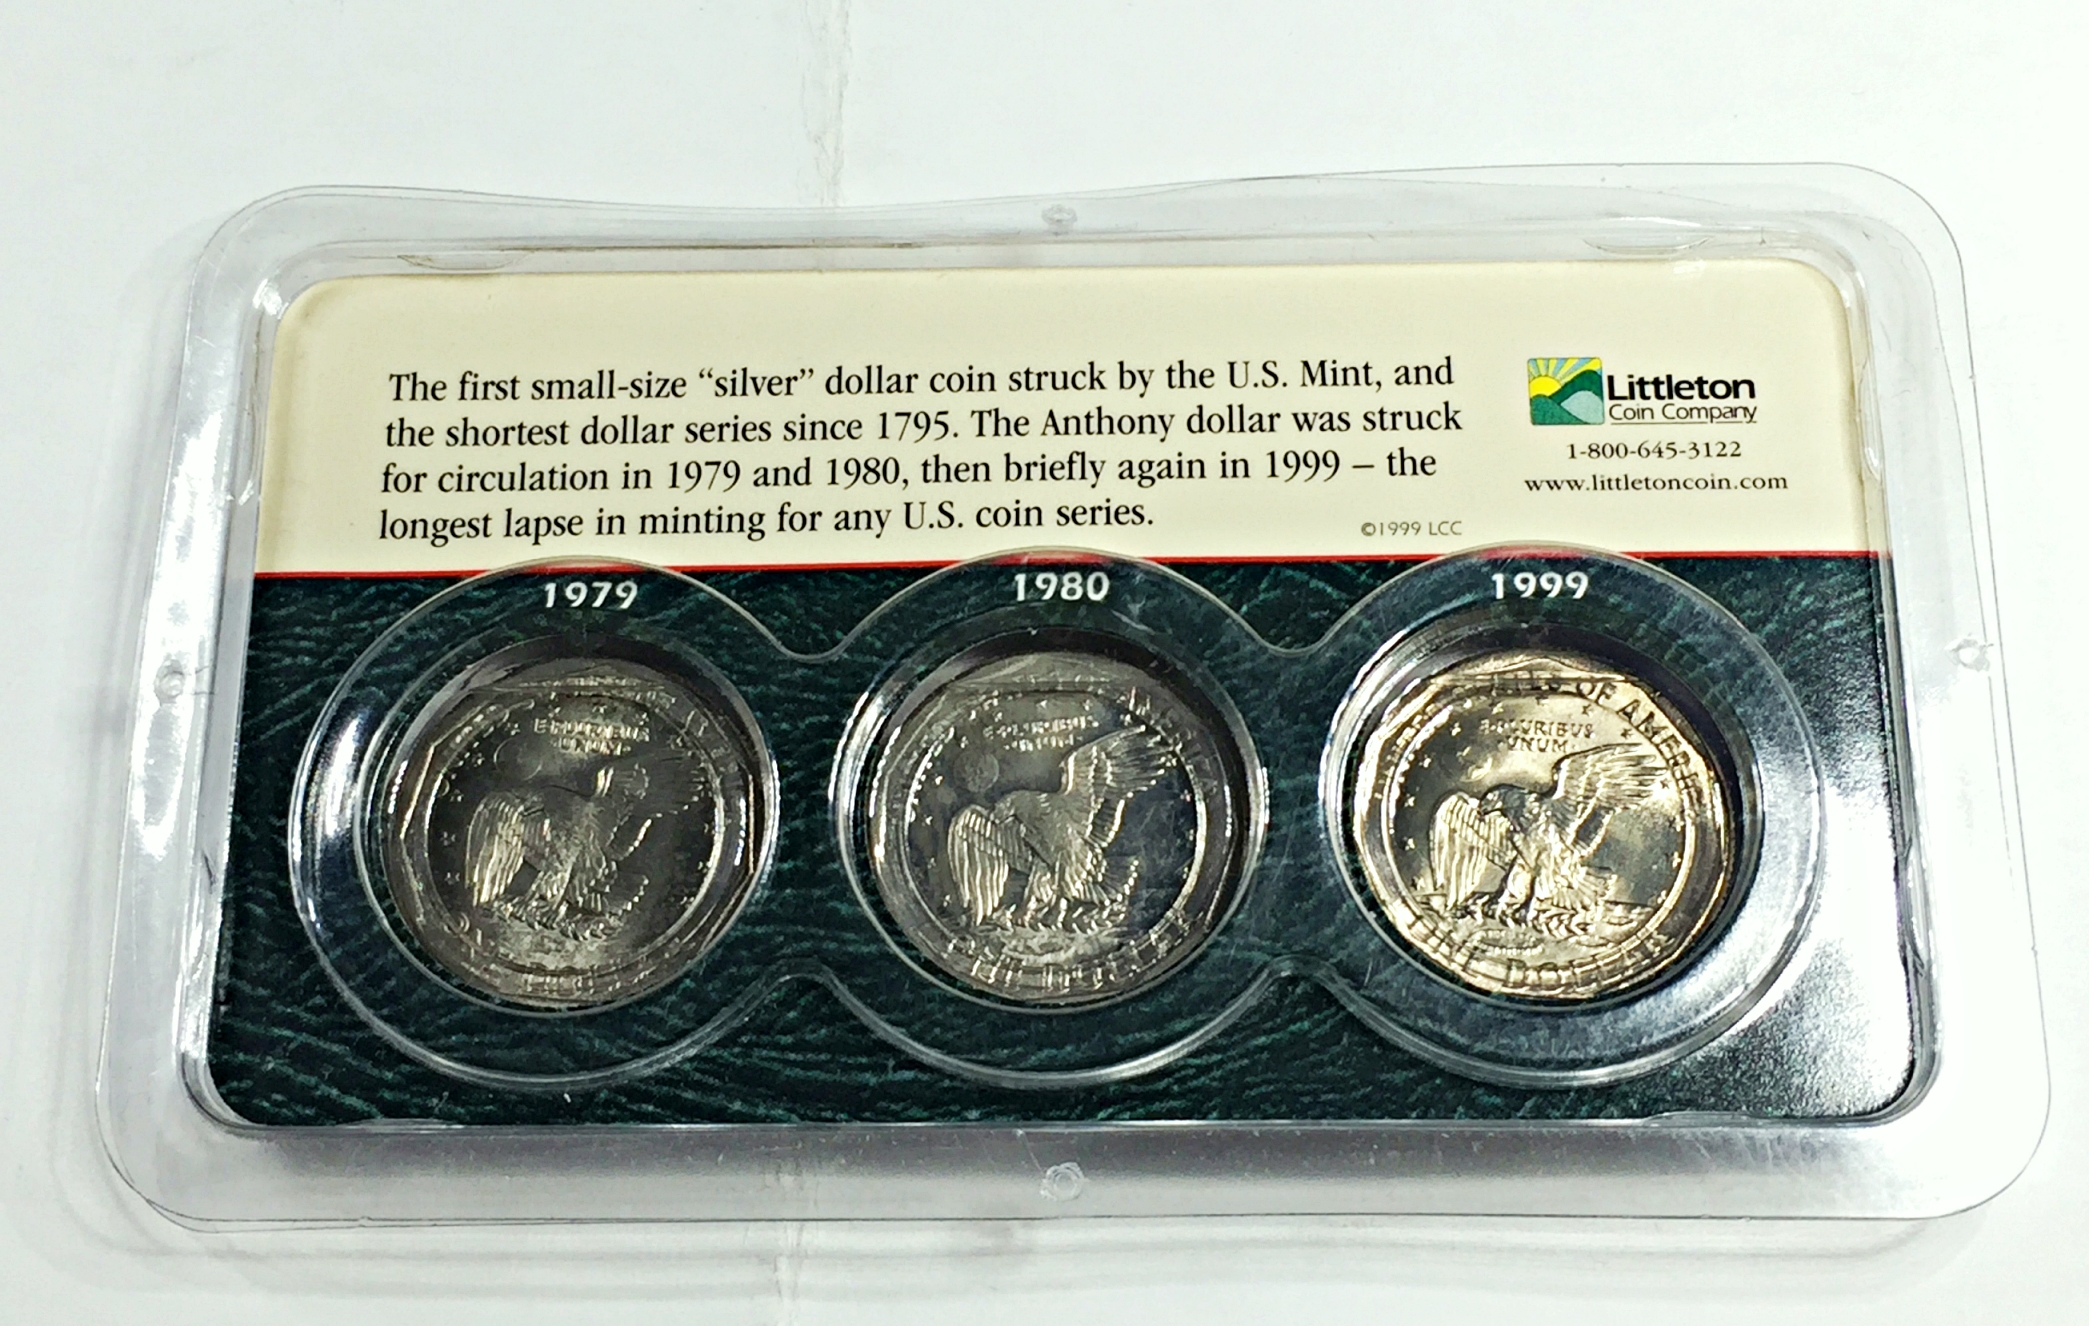 The first small-size “silver” dollar coin struck by the U.S. Mint, and
the shortest dollar series since 1795. The Anthony dollar was struck
for circulation in 1979 and 1980, then briefly again in 1999 – the
longest lapse in minting for any U.S. coin series.
©1999 LCC
Littleton
Coin Company
1-800-645-3122
www.littletoncoin.com
1979
1980
1999
E·PLURIBUS
UNUM
E·PLURIBUS
UNUM
DOLLAR
OF AMERI
E·PLURIBUS
UNUM
DOLLAR